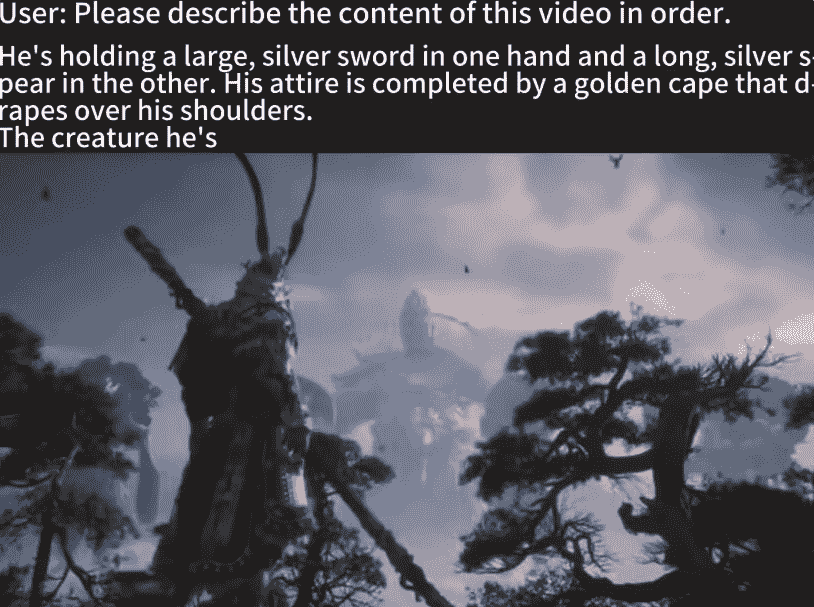 User: Please describe the content of this video in order.
He's holding a large, silver sword in one hand and a long, silver s-
pear in the other. His attire is completed by a golden cape that d-
rapes over his shoulders.
The creature he's